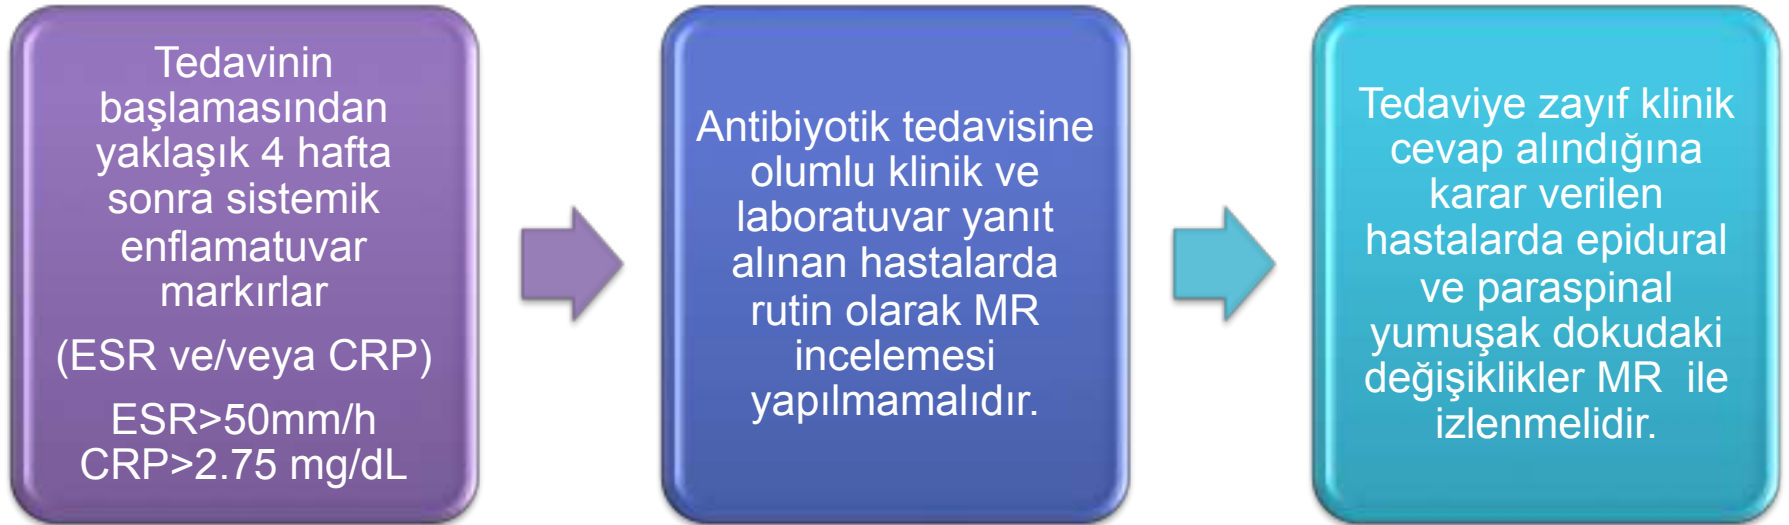 Tedavinin
başlamasından
yaklaşık 4 hafta
sonra sistemik
enflamatuvar
markırlar
(ESR ve/veya CRP)
ESR>50mm/h
CRP>2.75 mg/dL
Antibiyotik tedavisine
olumlu klinik ve
laboratuvar yanıt
alınan hastalarda
rutin olarak MR
incelemesi
yapılmamalıdır.
Tedaviye zayıf klinik
cevap alındığına
karar verilen
hastalarda epidural
ve paraspinal
yumuşak dokudaki
değişiklikler MR ile
izlenmelidir.